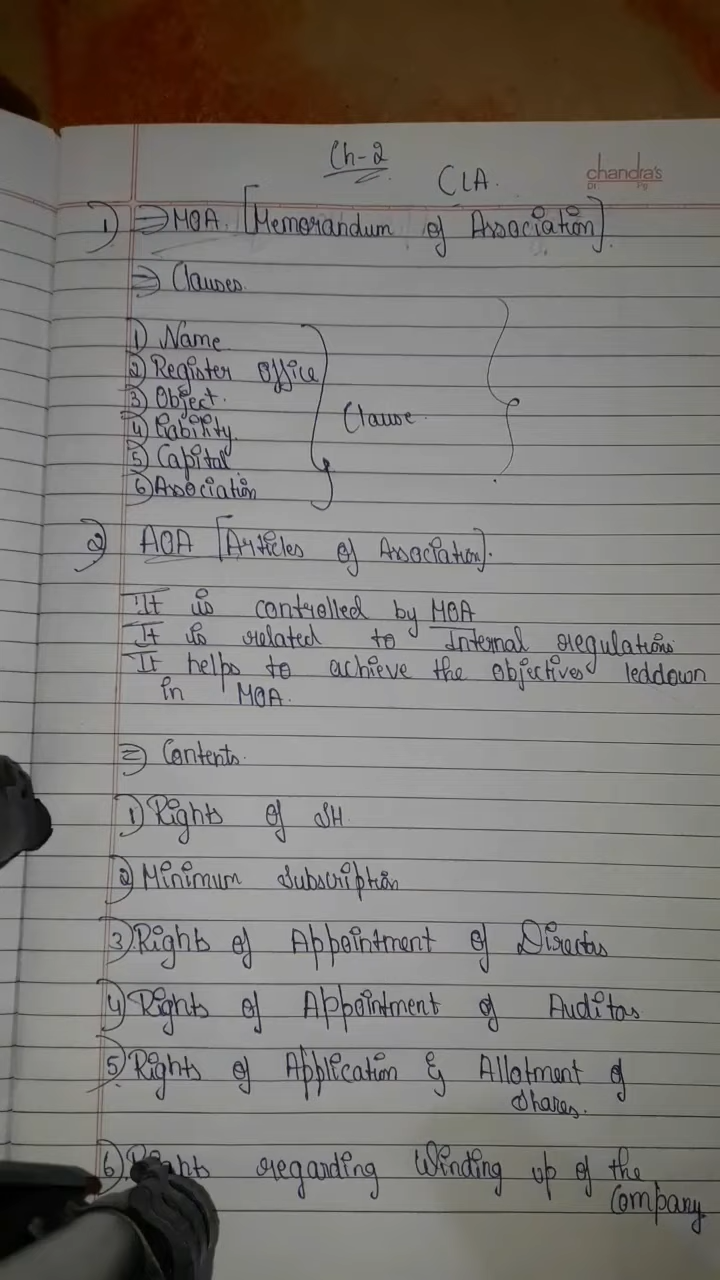 Ch-2
CLA.
chandra's
Dt. Pg.
1) ⇒ MOA. [Memorandum of Association].
⇒ Clauses.
1) Name
2) Register office
3) Object.
4) Liability.
Clause.
5) Capital
6) Association
2) AOA [Articles of Association].
It is controlled by MOA
It is related to Internal regulations
It helps to achieve the objectives leddown
in MOA.
⇒ Contents.
1) Rights of SH.
2) Minimum Subscription
3) Rights of Appointment of Directors
4) Rights of Appointment of Auditors
5) Rights of Application & Allotment of
Shares.
6) Rights regarding Winding up of the
Company.